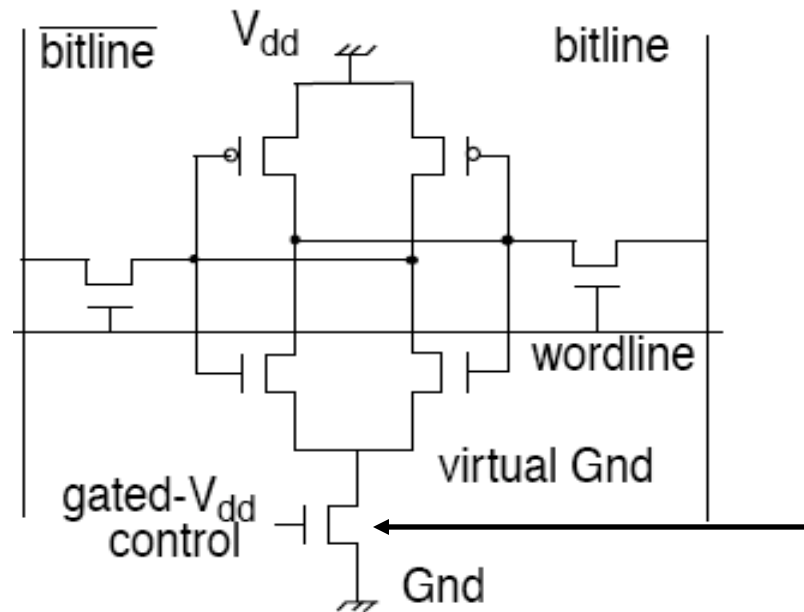 bitline
Vdd
bitline
wordline
virtual Gnd
gated-Vdd
control
Gnd